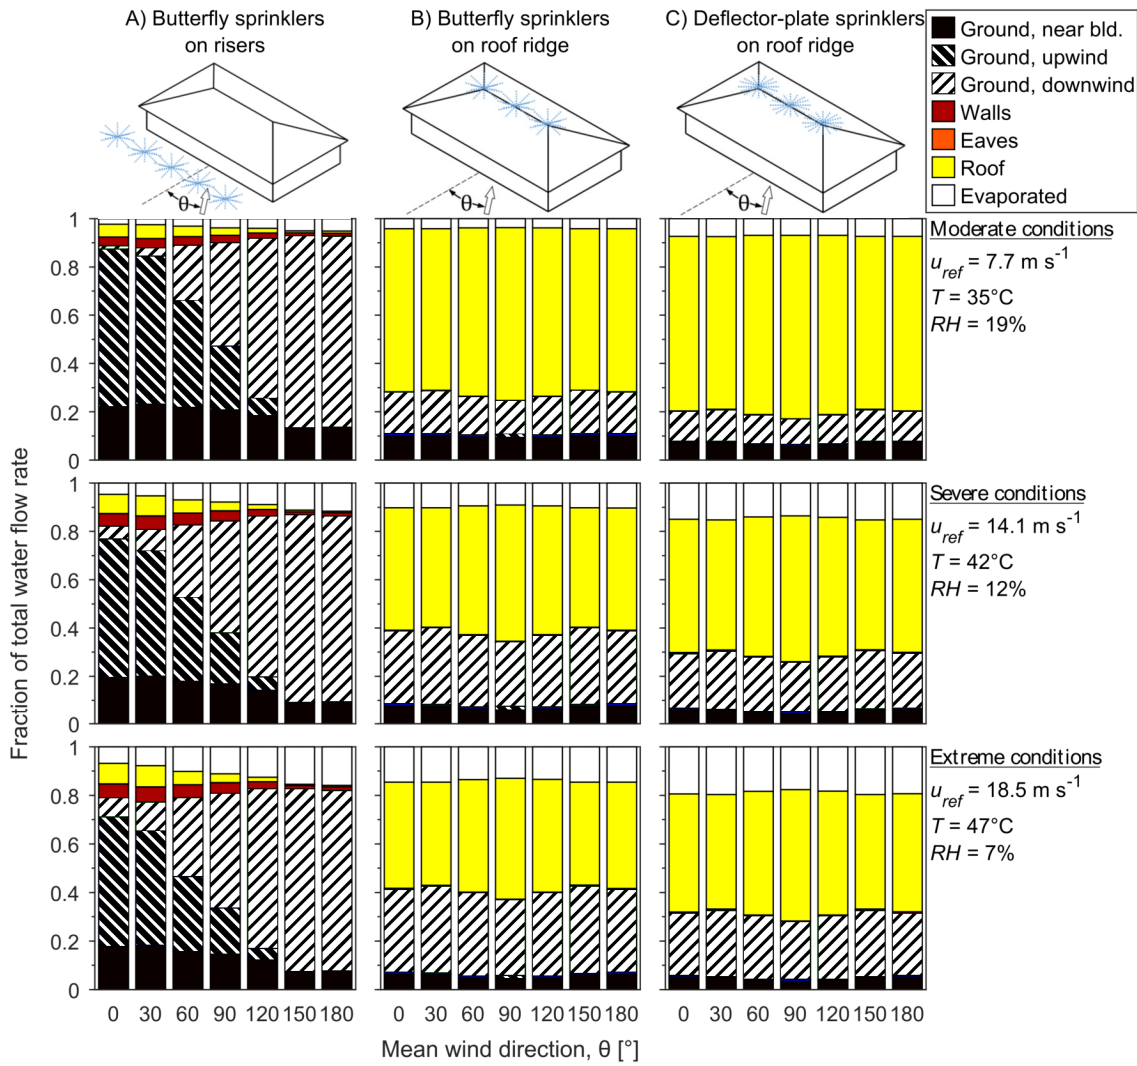 A) Butterfly sprinklers
on risers
B) Butterfly sprinklers
on roof ridge
C) Deflector-plate sprinklers
on roof ridge
Ground, near bld.
Ground, upwind
Ground, downwind
Walls
Eaves
Roof
Evaporated
θ
θ
θ
Fraction of total water flow rate
1
0.8
0.6
0.4
0.2
0
Moderate conditions
u_ref = 7.7 m s⁻¹
T = 35°C
RH = 19%
1
0.8
0.6
0.4
0.2
0
Severe conditions
u_ref = 14.1 m s⁻¹
T = 42°C
RH = 12%
1
0.8
0.6
0.4
0.2
0
Extreme conditions
u_ref = 18.5 m s⁻¹
T = 47°C
RH = 7%
0 30 60 90 120 150 180
0 30 60 90 120 150 180
0 30 60 90 120 150 180
Mean wind direction, θ [°]